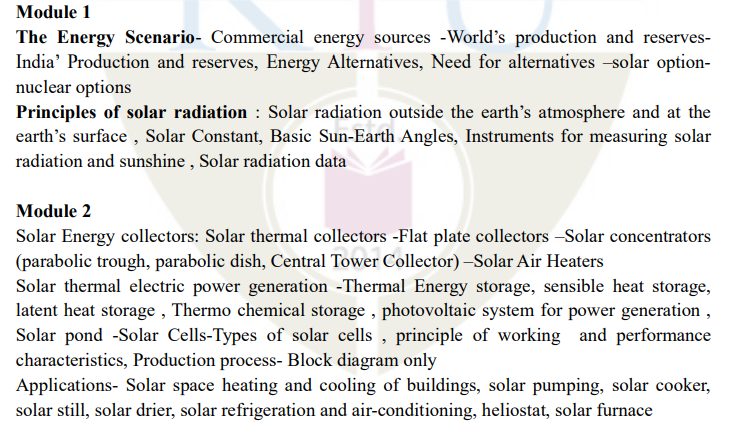 Module 1
The Energy Scenario- Commercial energy sources -World's production and reserves-
India' Production and reserves, Energy Alternatives, Need for alternatives –solar option-
nuclear options
Principles of solar radiation : Solar radiation outside the earth's atmosphere and at the
earth's surface , Solar Constant, Basic Sun-Earth Angles, Instruments for measuring solar
radiation and sunshine , Solar radiation data
Estd.
Module 2
Solar Energy collectors: Solar thermal collectors -Flat plate collectors –Solar concentrators
(parabolic trough, parabolic dish, Central Tower Collector) –Solar Air Heaters
2014
Solar thermal electric power generation -Thermal Energy storage, sensible heat storage,
latent heat storage , Thermo chemical storage , photovoltaic system for power generation ,
Solar pond -Solar Cells-Types of solar cells , principle of working and performance
characteristics, Production process- Block diagram only
Applications- Solar space heating and cooling of buildings, solar pumping, solar cooker,
solar still, solar drier, solar refrigeration and air-conditioning, heliostat, solar furnace